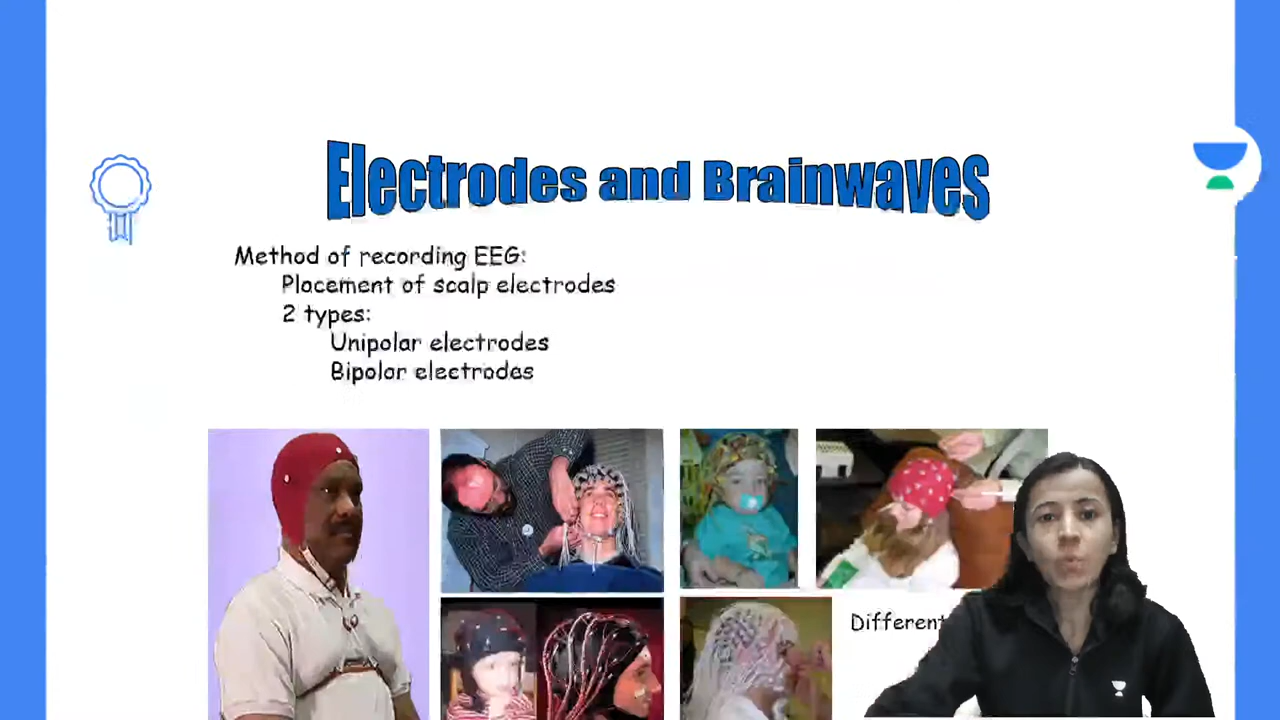 Electrodes and Brainwaves
Method of recording EEG:
Placement of scalp electrodes
2 types:
Unipolar electrodes
Bipolar electrodes
Different